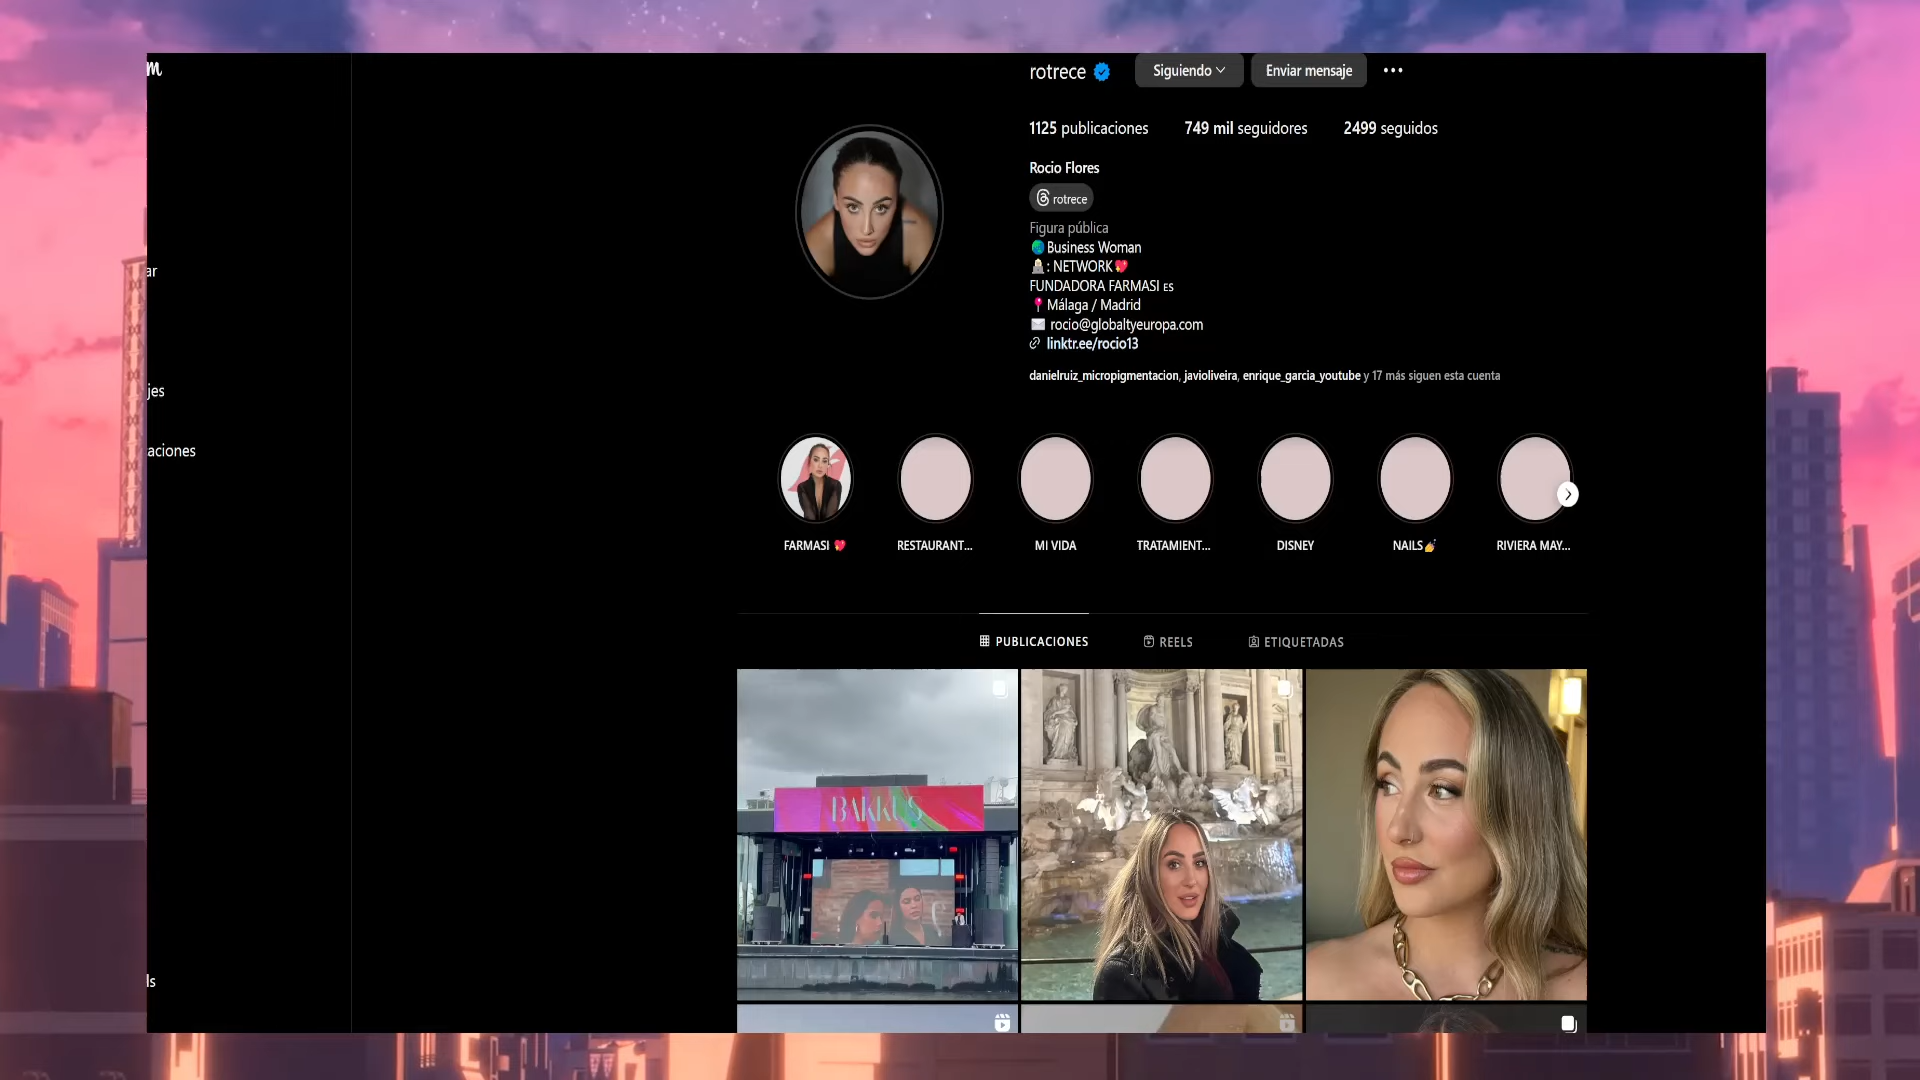 m
rotrece
Siguiendo
Enviar mensaje
1125 publicaciones
749 mil seguidores
2499 seguidos
Rocio Flores
rotrece
Figura pública
Business Woman
: NETWORK
FUNDADORA FARMASI ES
Málaga / Madrid
rocio@globaltyeuropa.com
linktr.ee/rocio13
danielruiz_micropigmentacion, javioliveira, enrique_garcia_youtube y 17 más siguen esta cuenta
ar
jes
aciones
ls
FARMASI
RESTAURANT...
MI VIDA
TRATAMIENT...
DISNEY
NAILS
RIVIERA MAY...
PUBLICACIONES
REELS
ETIQUETADAS
BAKKUS